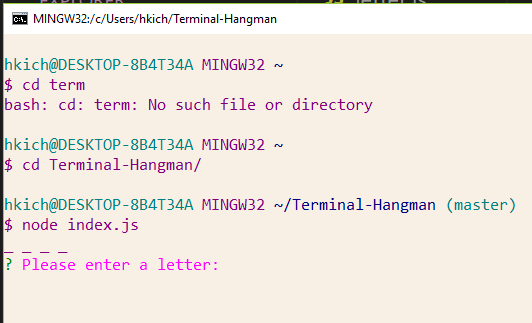 MINGW32:/c/Users/hkich/Terminal-Hangman
hkich@DESKTOP-8B4T34A MINGW32 ~
$ cd term
bash: cd: term: No such file or directory
hkich@DESKTOP-8B4T34A MINGW32 ~
$ cd Terminal-Hangman/
hkich@DESKTOP-8B4T34A MINGW32 ~/Terminal-Hangman (master)
$ node index.js
_ _ _ _
? Please enter a letter: